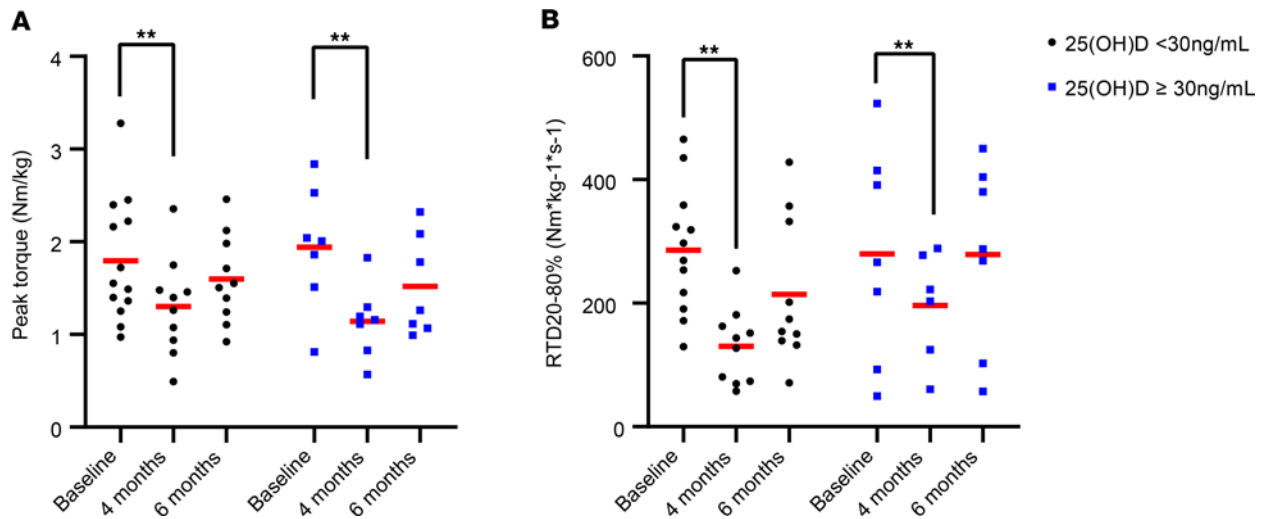 A
Peak torque (Nm/kg)
4
3
2
1
0
**
**
Baseline
4 months
6 months
Baseline
4 months
6 months
B
RTD20-80% (Nm*kg-1*s-1)
600
400
200
0
**
**
Baseline
4 months
6 months
Baseline
4 months
6 months
25(OH)D <30ng/mL
25(OH)D ≥ 30ng/mL